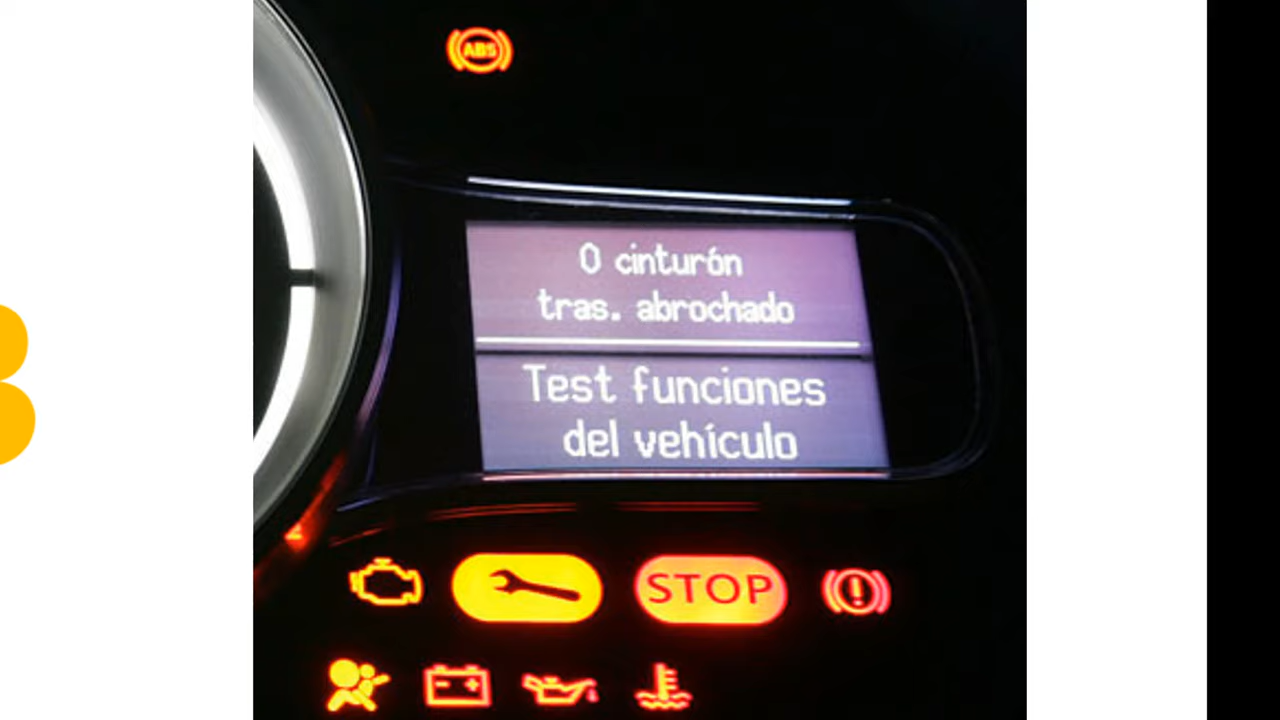 ABS
0 cinturón
tras. abrochado
Test funciones
del vehículo
STOP